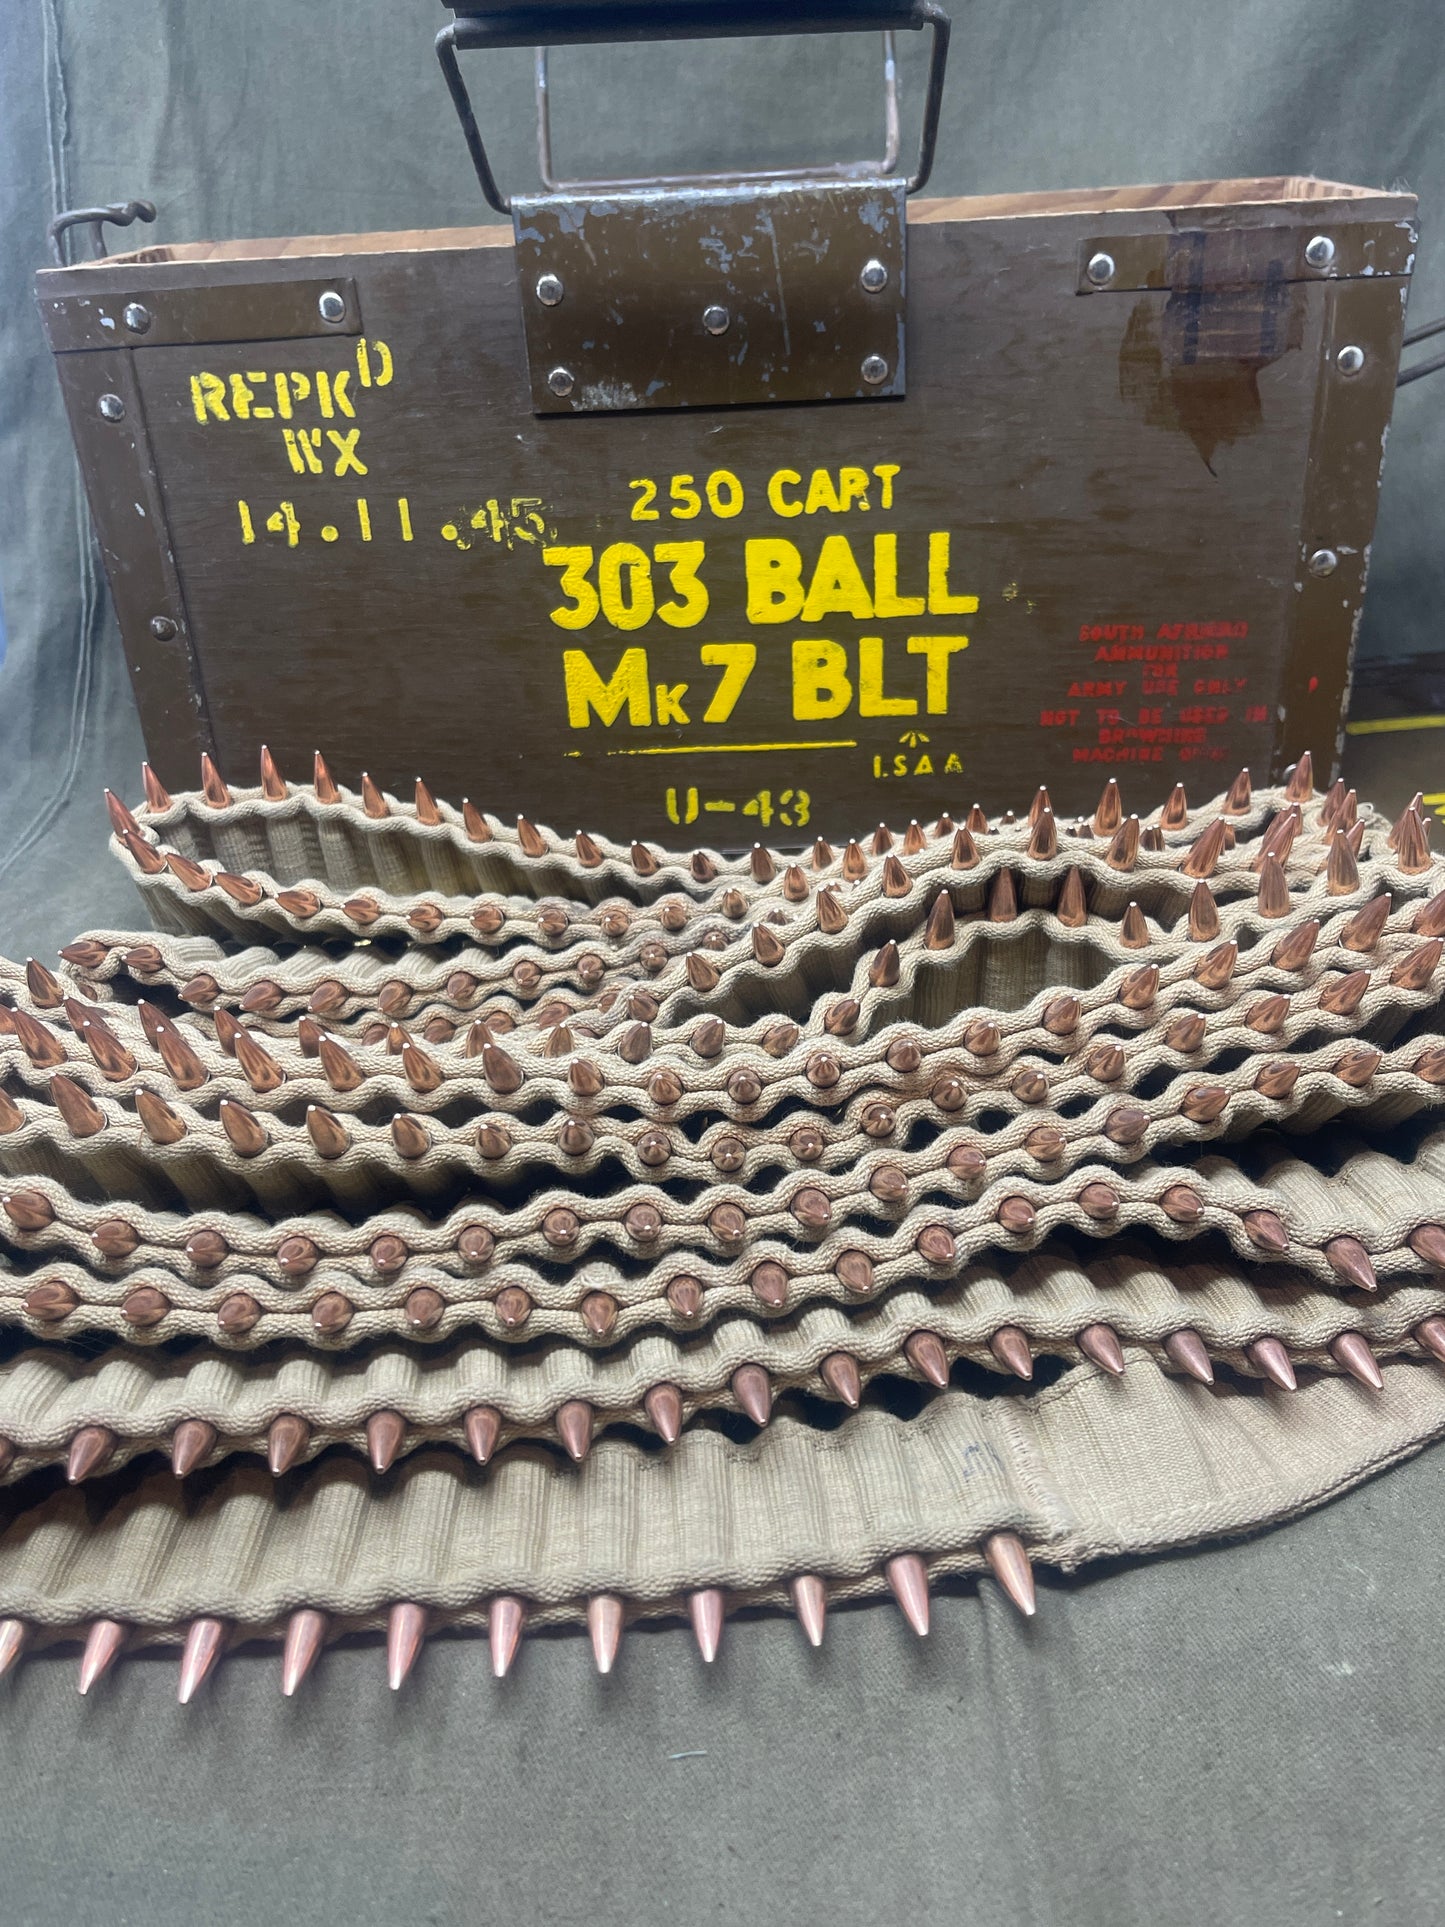 REPKD
WX
14.11.45
250 CART
303 BALL
MK 7 BLT
I.S A A
U-43
SOUTH AFRICAN
AMMUNITION
FOR
ARMY USE ONLY
NOT TO BE USED IN
BROWNING
MACHINE GUNS